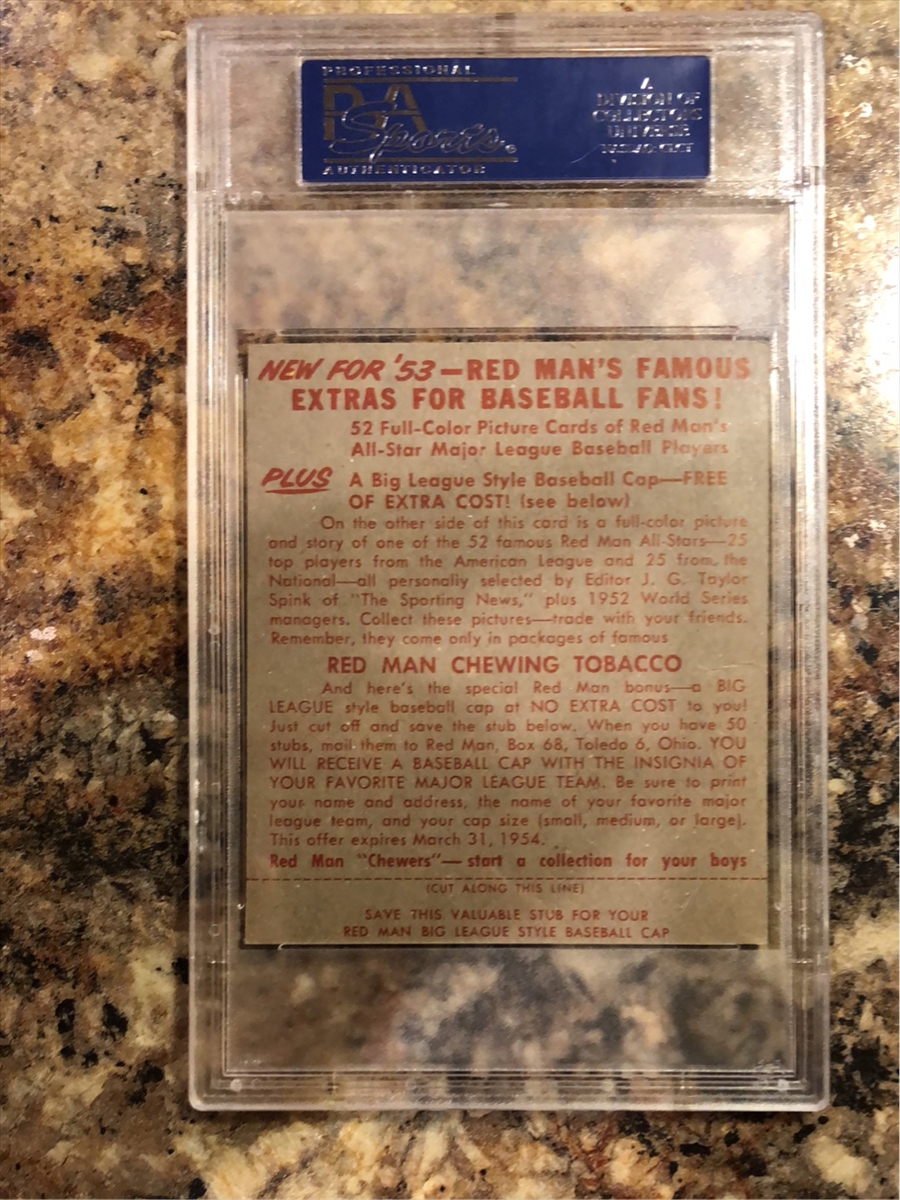 PROFESSIONAL
PSA
Sports
AUTHENTICATOR
A
DIVISION OF
COLLECTORS
UNIVERSE
NASDAQ: CLCT
NEW FOR '53 — RED MAN'S FAMOUS
EXTRAS FOR BASEBALL FANS!
52 Full-Color Picture Cards of Red Man's
All-Star Major League Baseball Players
PLUS A Big League Style Baseball Cap—FREE
OF EXTRA COST! (see below)
On the other side of this card is a full-color picture
and story of one of the 52 famous Red Man All-Stars—25
top players from the American League and 25 from the
National—all personally selected by Editor J. G. Taylor
Spink of "The Sporting News," plus 1952 World Series
managers. Collect these pictures—trade with your friends.
Remember, they come only in packages of famous
RED MAN CHEWING TOBACCO
And here's the special Red Man bonus—a BIG
LEAGUE style baseball cap at NO EXTRA COST to you!
Just cut off and save the stub below. When you have 50
stubs, mail them to Red Man, Box 68, Toledo 6, Ohio. YOU
WILL RECEIVE A BASEBALL CAP WITH THE INSIGNIA OF
YOUR FAVORITE MAJOR LEAGUE TEAM. Be sure to print
your name and address, the name of your favorite major
league team, and your cap size (small, medium, or large).
This offer expires March 31, 1954.
Red Man "Chewers"—start a collection for your boys
(CUT ALONG THIS LINE)
SAVE THIS VALUABLE STUB FOR YOUR
RED MAN BIG LEAGUE STYLE BASEBALL CAP